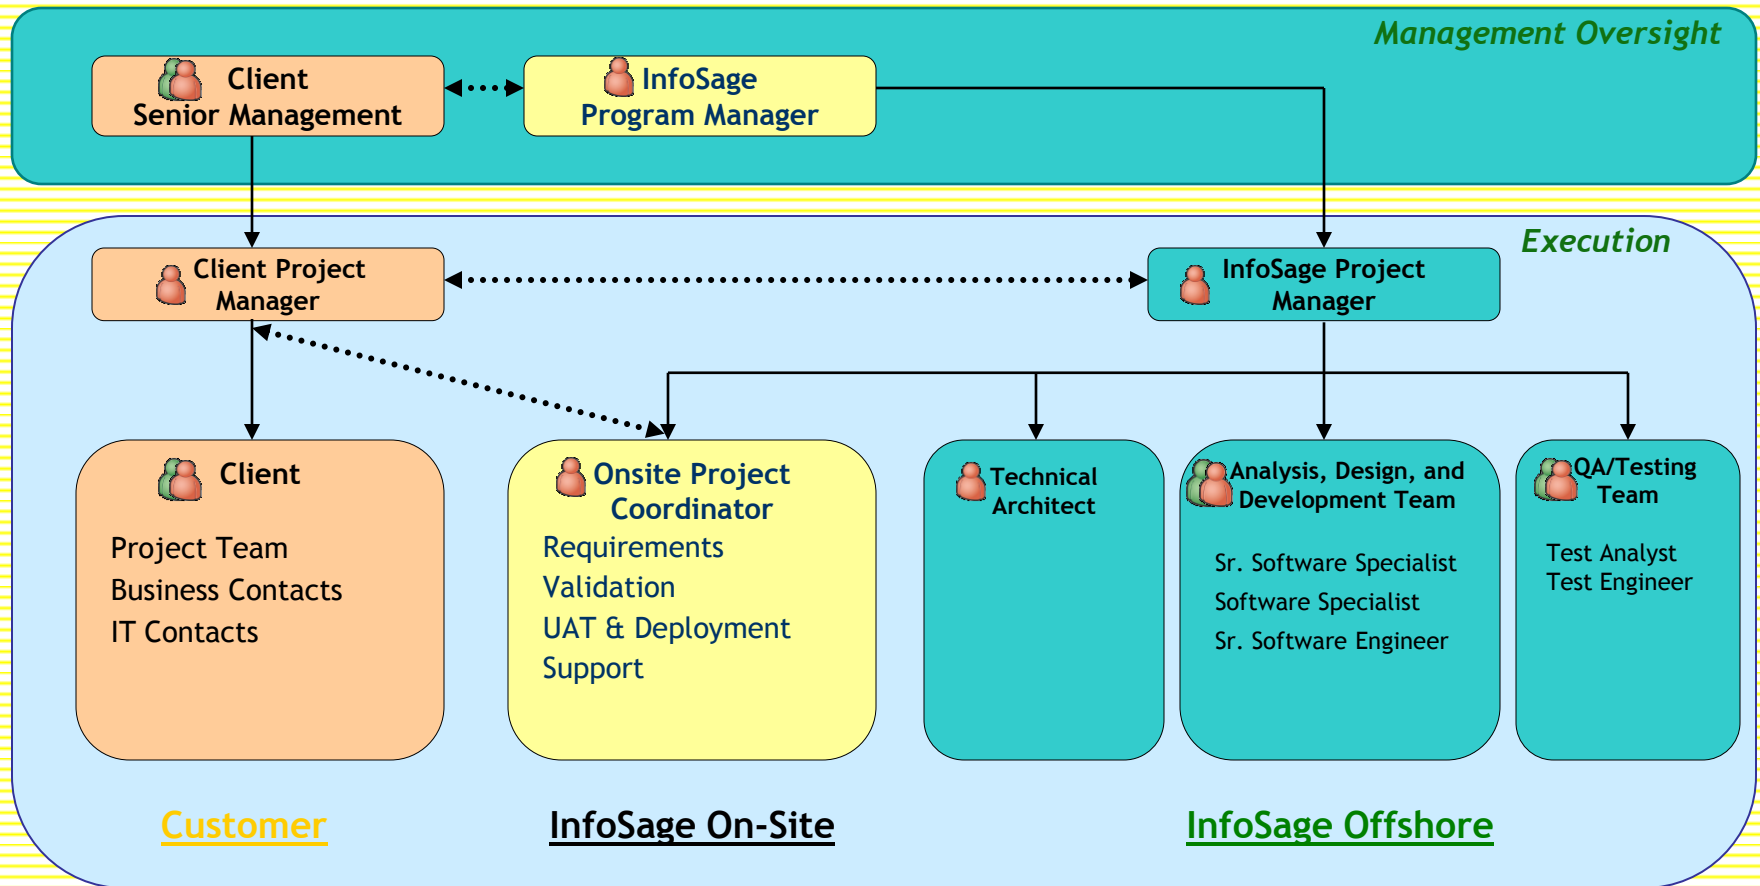 Management Oversight
Client
Senior Management
InfoSage
Program Manager
Execution
Client Project
Manager
InfoSage Project
Manager
Client
Project Team
Business Contacts
IT Contacts
Onsite Project
Coordinator
Requirements
Validation
UAT & Deployment
Support
Technical
Architect
Analysis, Design, and
Development Team
Sr. Software Specialist
Software Specialist
Sr. Software Engineer
QA/Testing
Team
Test Analyst
Test Engineer
Customer
InfoSage On-Site
InfoSage Offshore